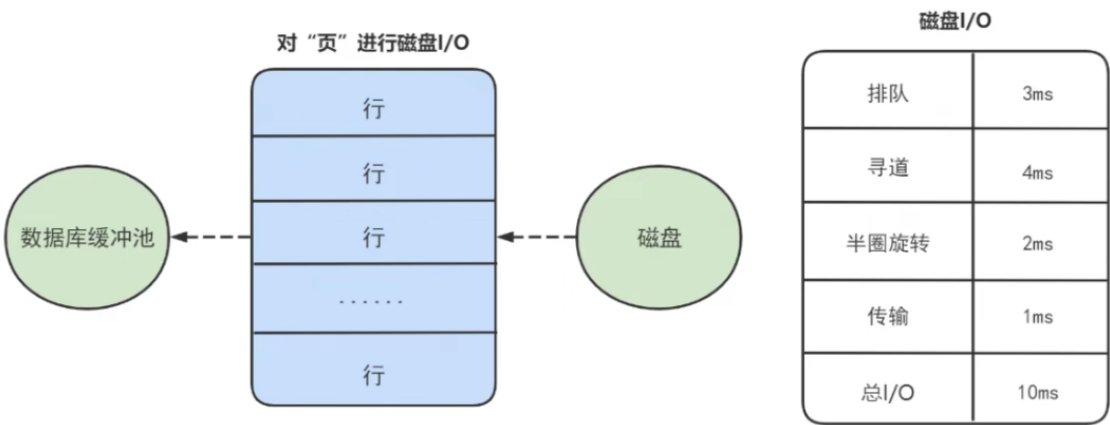 对“页”进行磁盘I/O
行
行
行
......
行
数据库缓冲池
磁盘
磁盘I/O
排队 3ms
寻道 4ms
半圈旋转 2ms
传输 1ms
总I/O 10ms